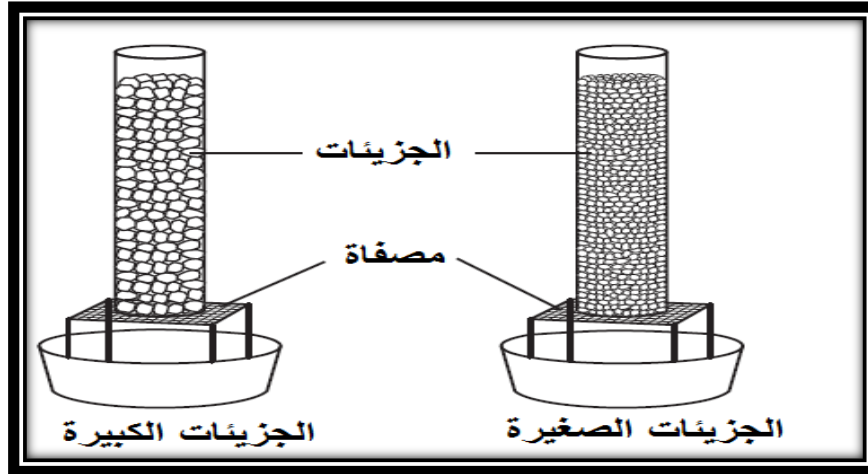 الجزيئات
مصفاة
الجزيئات الصغيرة
الجزيئات الكبيرة